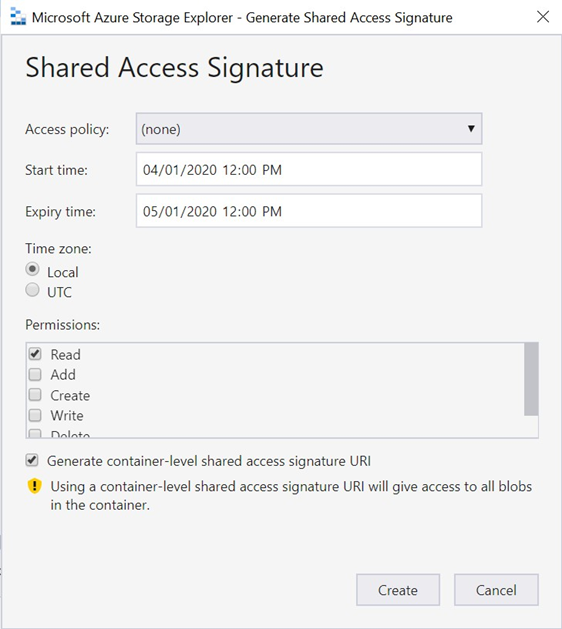 Microsoft Azure Storage Explorer - Generate Shared Access Signature
Shared Access Signature
Access policy: (none)
Start time: 04/01/2020 12:00 PM
Expiry time: 05/01/2020 12:00 PM
Time zone:
Local
UTC
Permissions:
Read
Add
Create
Write
Delete
Generate container-level shared access signature URI
Using a container-level shared access signature URI will give access to all blobs
in the container.
Create Cancel